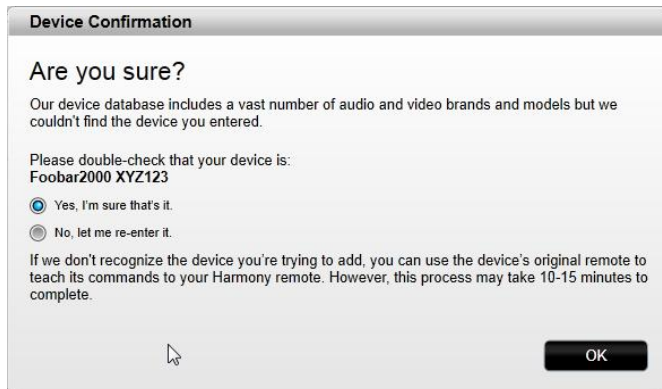 Device Confirmation
Are you sure?
Our device database includes a vast number of audio and video brands and models but we
couldn't find the device you entered.
Please double-check that your device is:
Foobar2000 XYZ123
Yes, I'm sure that's it.
No, let me re-enter it.
If we don't recognize the device you're trying to add, you can use the device's original remote to
teach its commands to your Harmony remote. However, this process may take 10-15 minutes to
complete.
OK